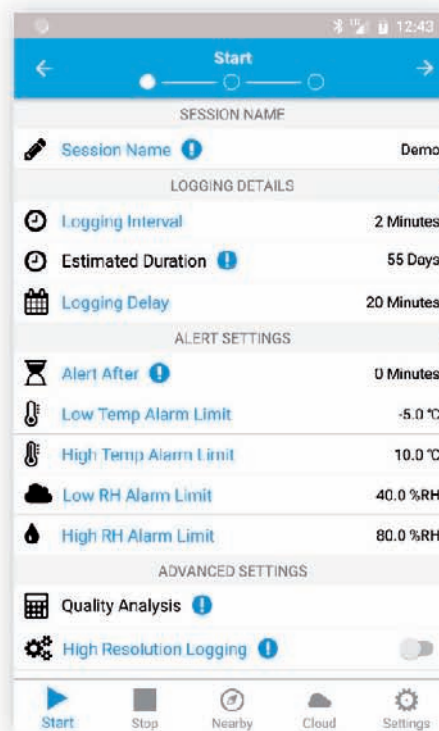 12:43
Start
SESSION NAME
Session Name Demo
LOGGING DETAILS
Logging Interval 2 Minutes
Estimated Duration 55 Days
Logging Delay 20 Minutes
ALERT SETTINGS
Alert After 0 Minutes
Low Temp Alarm Limit -5.0 °C
High Temp Alarm Limit 10.0 °C
Low RH Alarm Limit 40.0 %RH
High RH Alarm Limit 80.0 %RH
ADVANCED SETTINGS
Quality Analysis
High Resolution Logging
Start Stop Nearby Cloud Settings